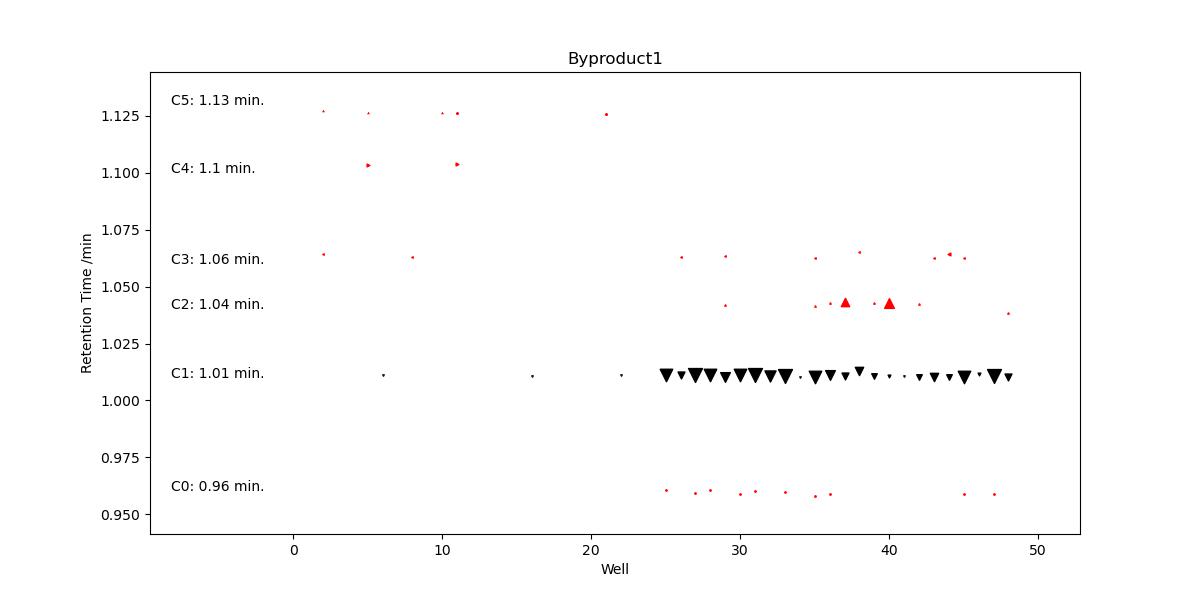 Byproduct1
C5: 1.13 min.
C4: 1.1 min.
C3: 1.06 min.
C2: 1.04 min.
C1: 1.01 min.
C0: 0.96 min.
1.125
1.100
1.075
1.050
1.025
1.000
0.975
0.950
Retention Time /min
0 10 20 30 40 50
Well